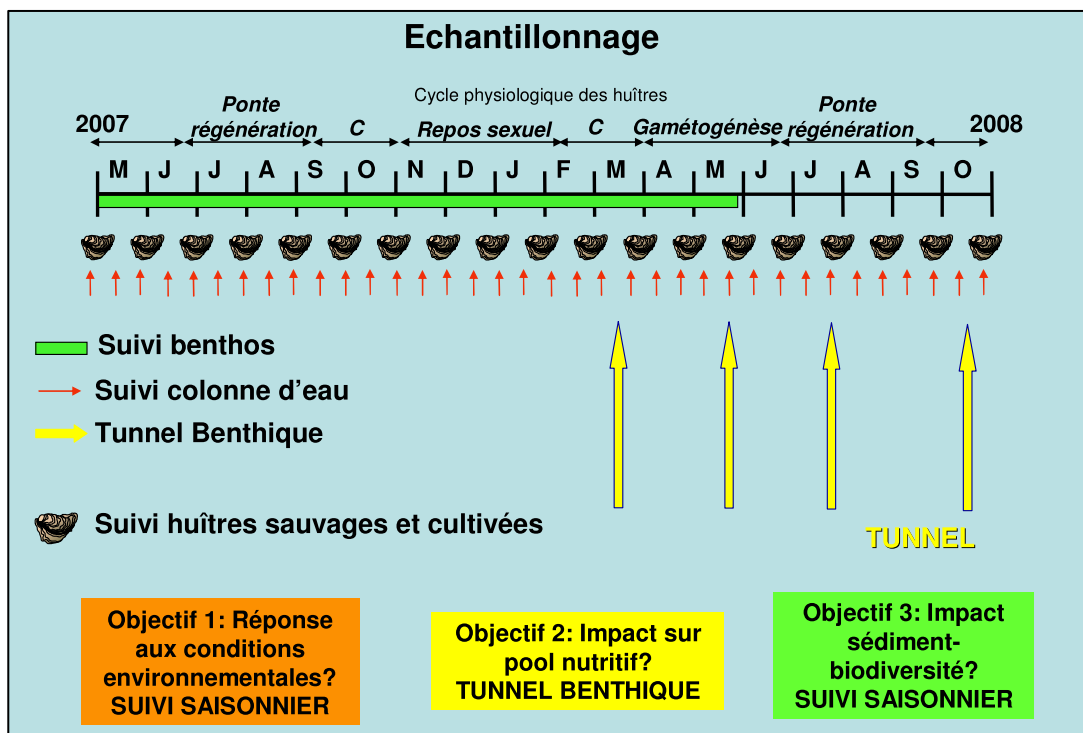 Echantillonnage
Cycle physiologique des huîtres
2007
Ponte
régénération
C
Repos sexuel
C
Gamétogénèse
Ponte
régénération
2008
M J J A S O N D J F M A M J J A S O
Suivi benthos
Suivi colonne d’eau
Tunnel Benthique
Suivi huîtres sauvages et cultivées
TUNNEL
Objectif 1: Réponse
aux conditions
environnementales?
SUIVI SAISONNIER
Objectif 2: Impact sur
pool nutritif?
TUNNEL BENTHIQUE
Objectif 3: Impact
sédiment-
biodiversité?
SUIVI SAISONNIER